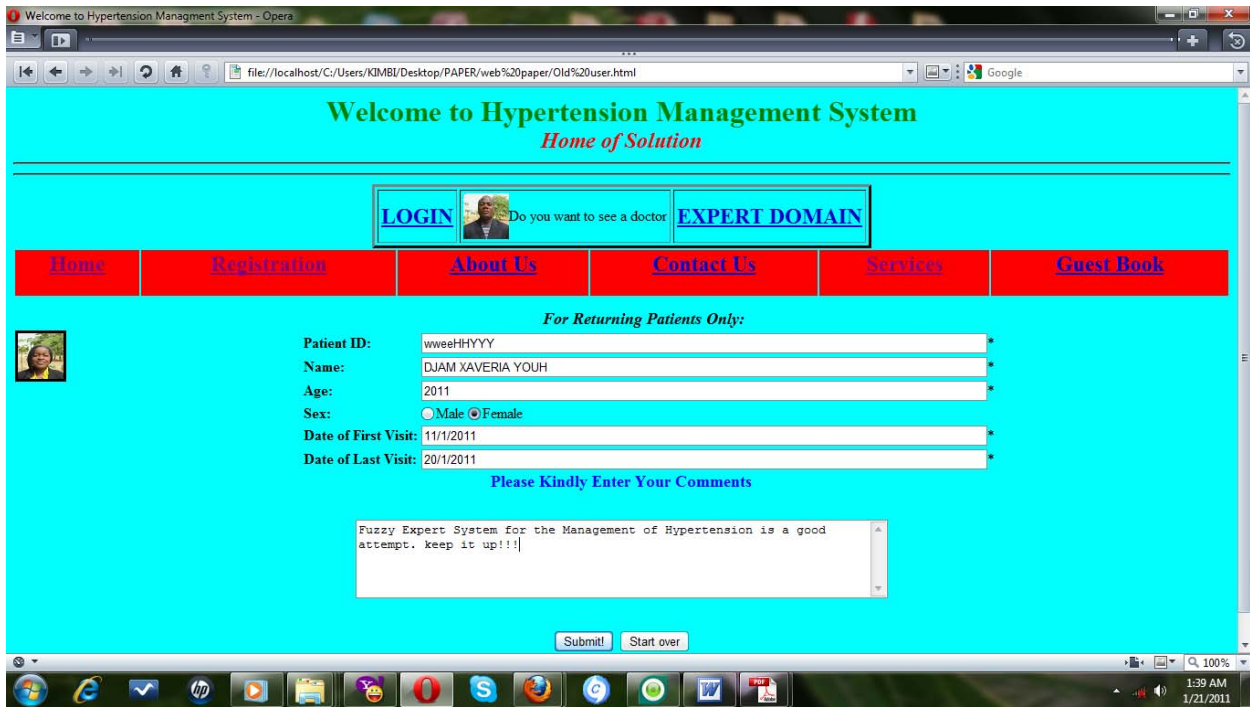 Welcome to Hypertension Managment System - Opera
file://localhost/C:/Users/KIMBI/Desktop/PAPER/web%20paper/Old%20user.html
Google
Welcome to Hypertension Management System
Home of Solution
LOGIN Do you want to see a doctor EXPERT DOMAIN
Home Registration About Us Contact Us Services Guest Book
For Returning Patients Only:
Patient ID: wweeHHYYY *
Name: DJAM XAVERIA YOUH *
Age: 2011 *
Sex: Male Female
Date of First Visit: 11/1/2011 *
Date of Last Visit: 20/1/2011 *
Please Kindly Enter Your Comments
Fuzzy Expert System for the Management of Hypertension is a good
attempt. keep it up!!!
Submit! Start over
100%
1:39 AM
1/21/2011